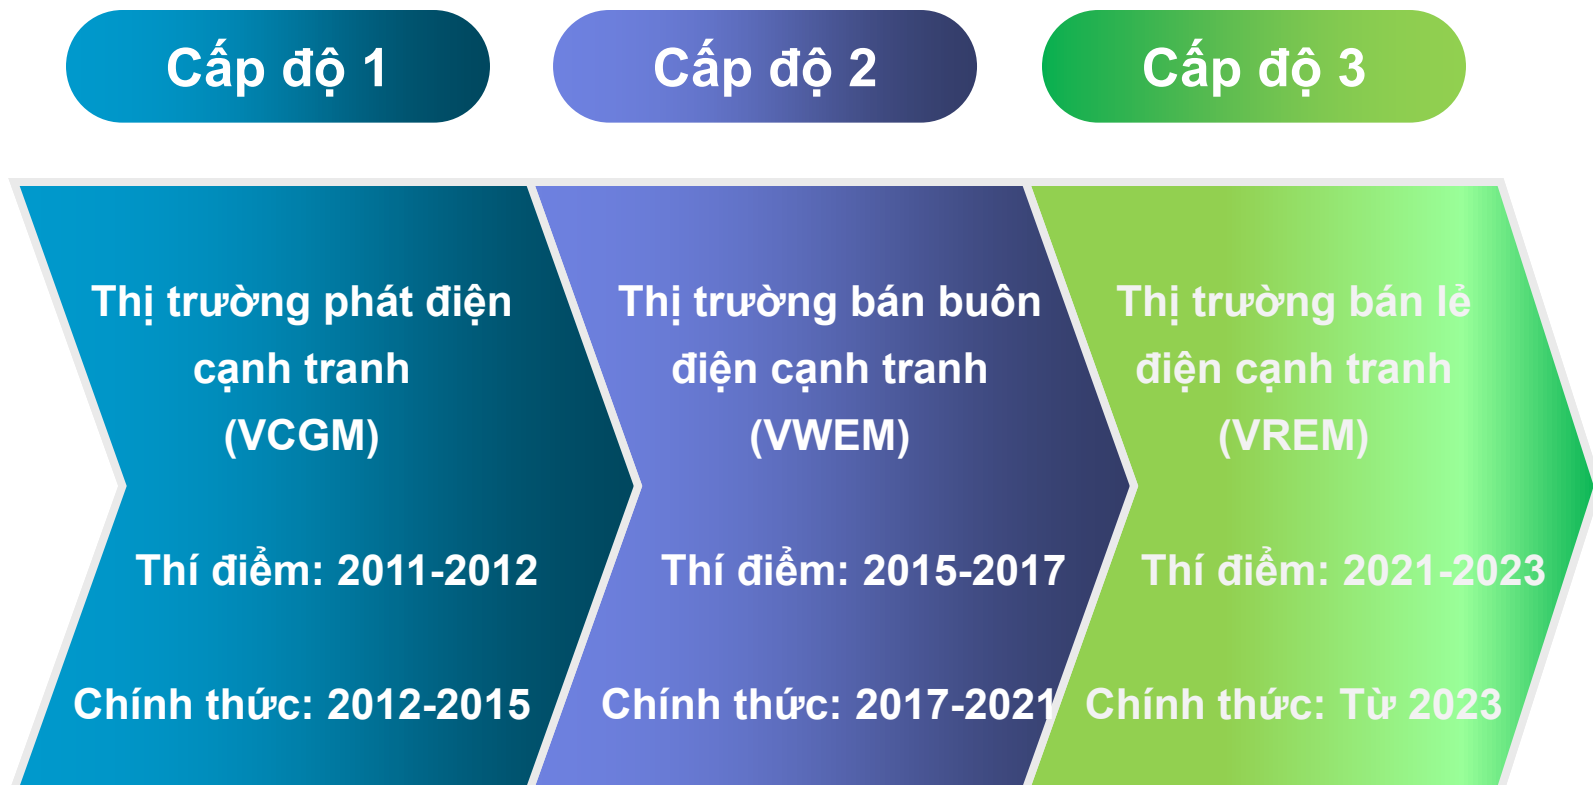 Cấp độ 1
Cấp độ 2
Cấp độ 3
Thị trường phát điện
cạnh tranh
(VCGM)
Thí điểm: 2011-2012
Chính thức: 2012-2015
Thị trường bán buôn
điện cạnh tranh
(VWEM)
Thí điểm: 2015-2017
Chính thức: 2017-2021
Thị trường bán lẻ
điện cạnh tranh
(VREM)
Thí điểm: 2021-2023
Chính thức: Từ 2023